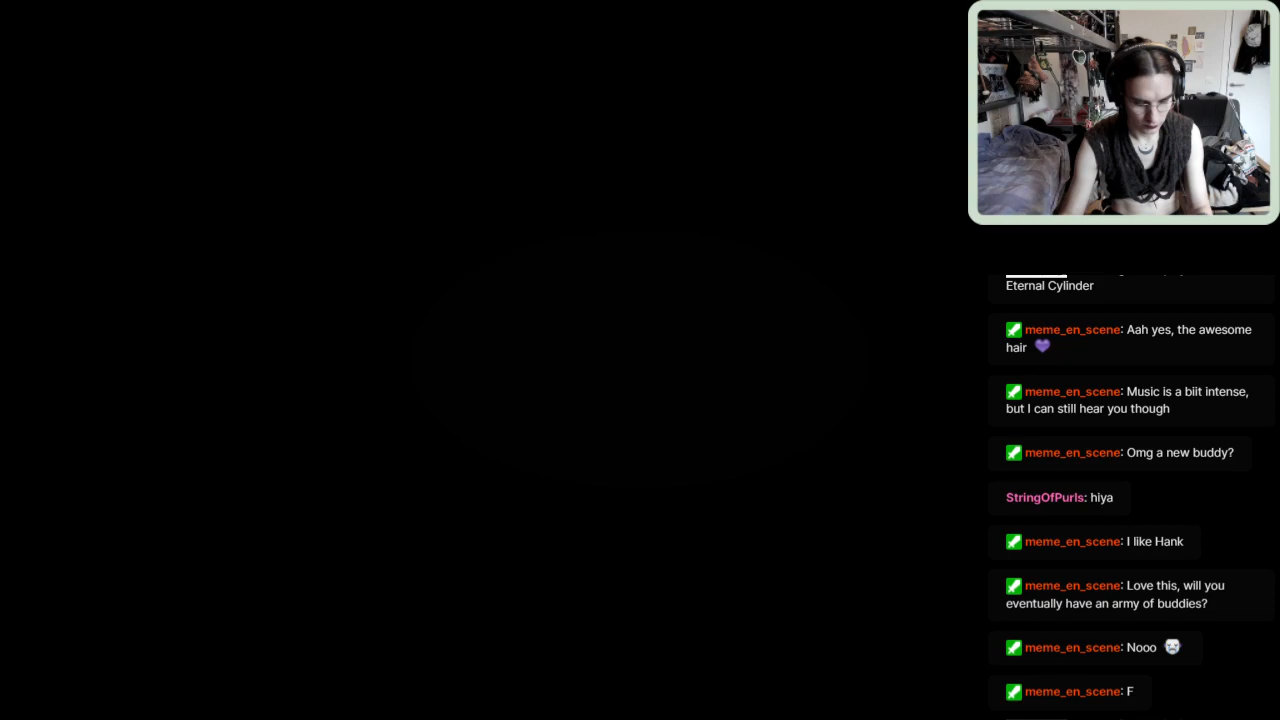 Eternal Cylinder
meme_en_scene: Aah yes, the awesome
hair
meme_en_scene: Music is a biit intense,
but I can still hear you though
meme_en_scene: Omg a new buddy?
StringOfPurls: hiya
meme_en_scene: I like Hank
meme_en_scene: Love this, will you
eventually have an army of buddies?
meme_en_scene: Nooo
meme_en_scene: F